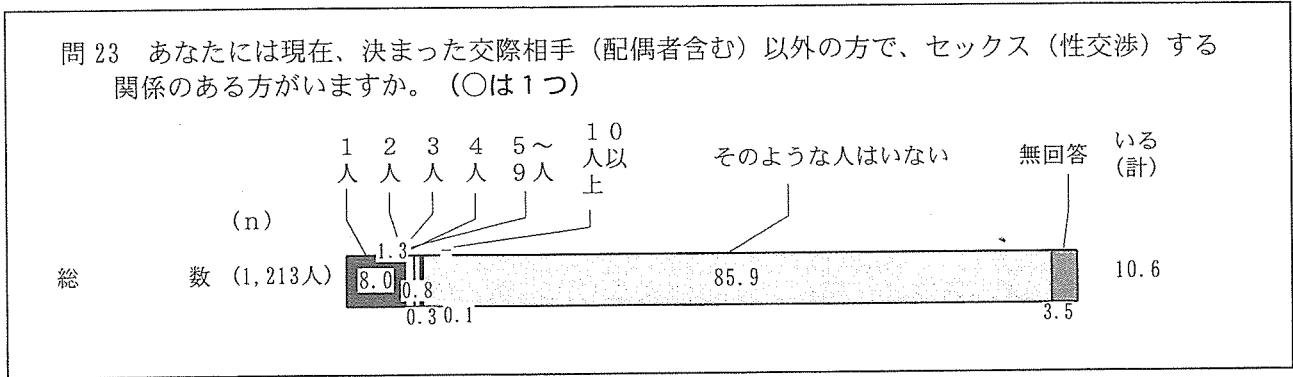 問 23　あなたには現在、決まった交際相手（配偶者含む）以外の方で、セックス（性交渉）する
関係のある方がいますか。（○は１つ）
１人
２人
３人
４人
５～９人
１０人以上
そのような人はいない
無回答
いる（計）
(n)
総　数 (1,213人)
8.0
1.3
0.8
0.3
0.1
－
85.9
3.5
10.6